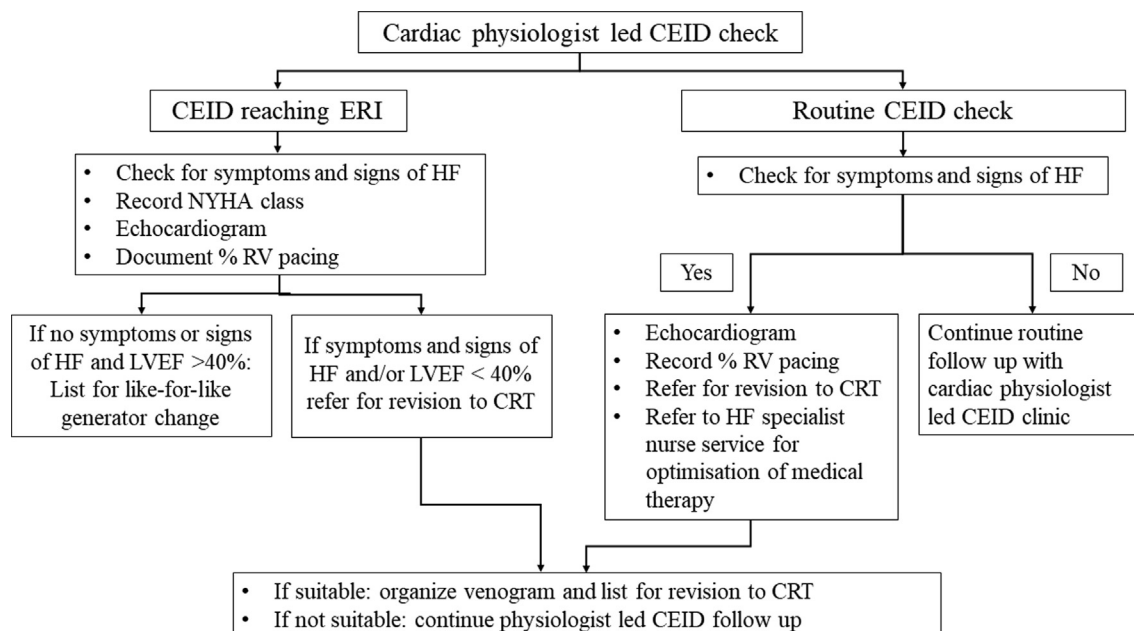 Cardiac physiologist led CEID check
CEID reaching ERI
Routine CEID check
• Check for symptoms and signs of HF
• Record NYHA class
• Echocardiogram
• Document % RV pacing
• Check for symptoms and signs of HF
Yes
No
If no symptoms or signs
of HF and LVEF >40%:
List for like-for-like
generator change
If symptoms and signs of
HF and/or LVEF < 40%
refer for revision to CRT
• Echocardiogram
• Record % RV pacing
• Refer for revision to CRT
• Refer to HF specialist
nurse service for
optimisation of medical
therapy
Continue routine
follow up with
cardiac physiologist
led CEID clinic
• If suitable: organize venogram and list for revision to CRT
• If not suitable: continue physiologist led CEID follow up